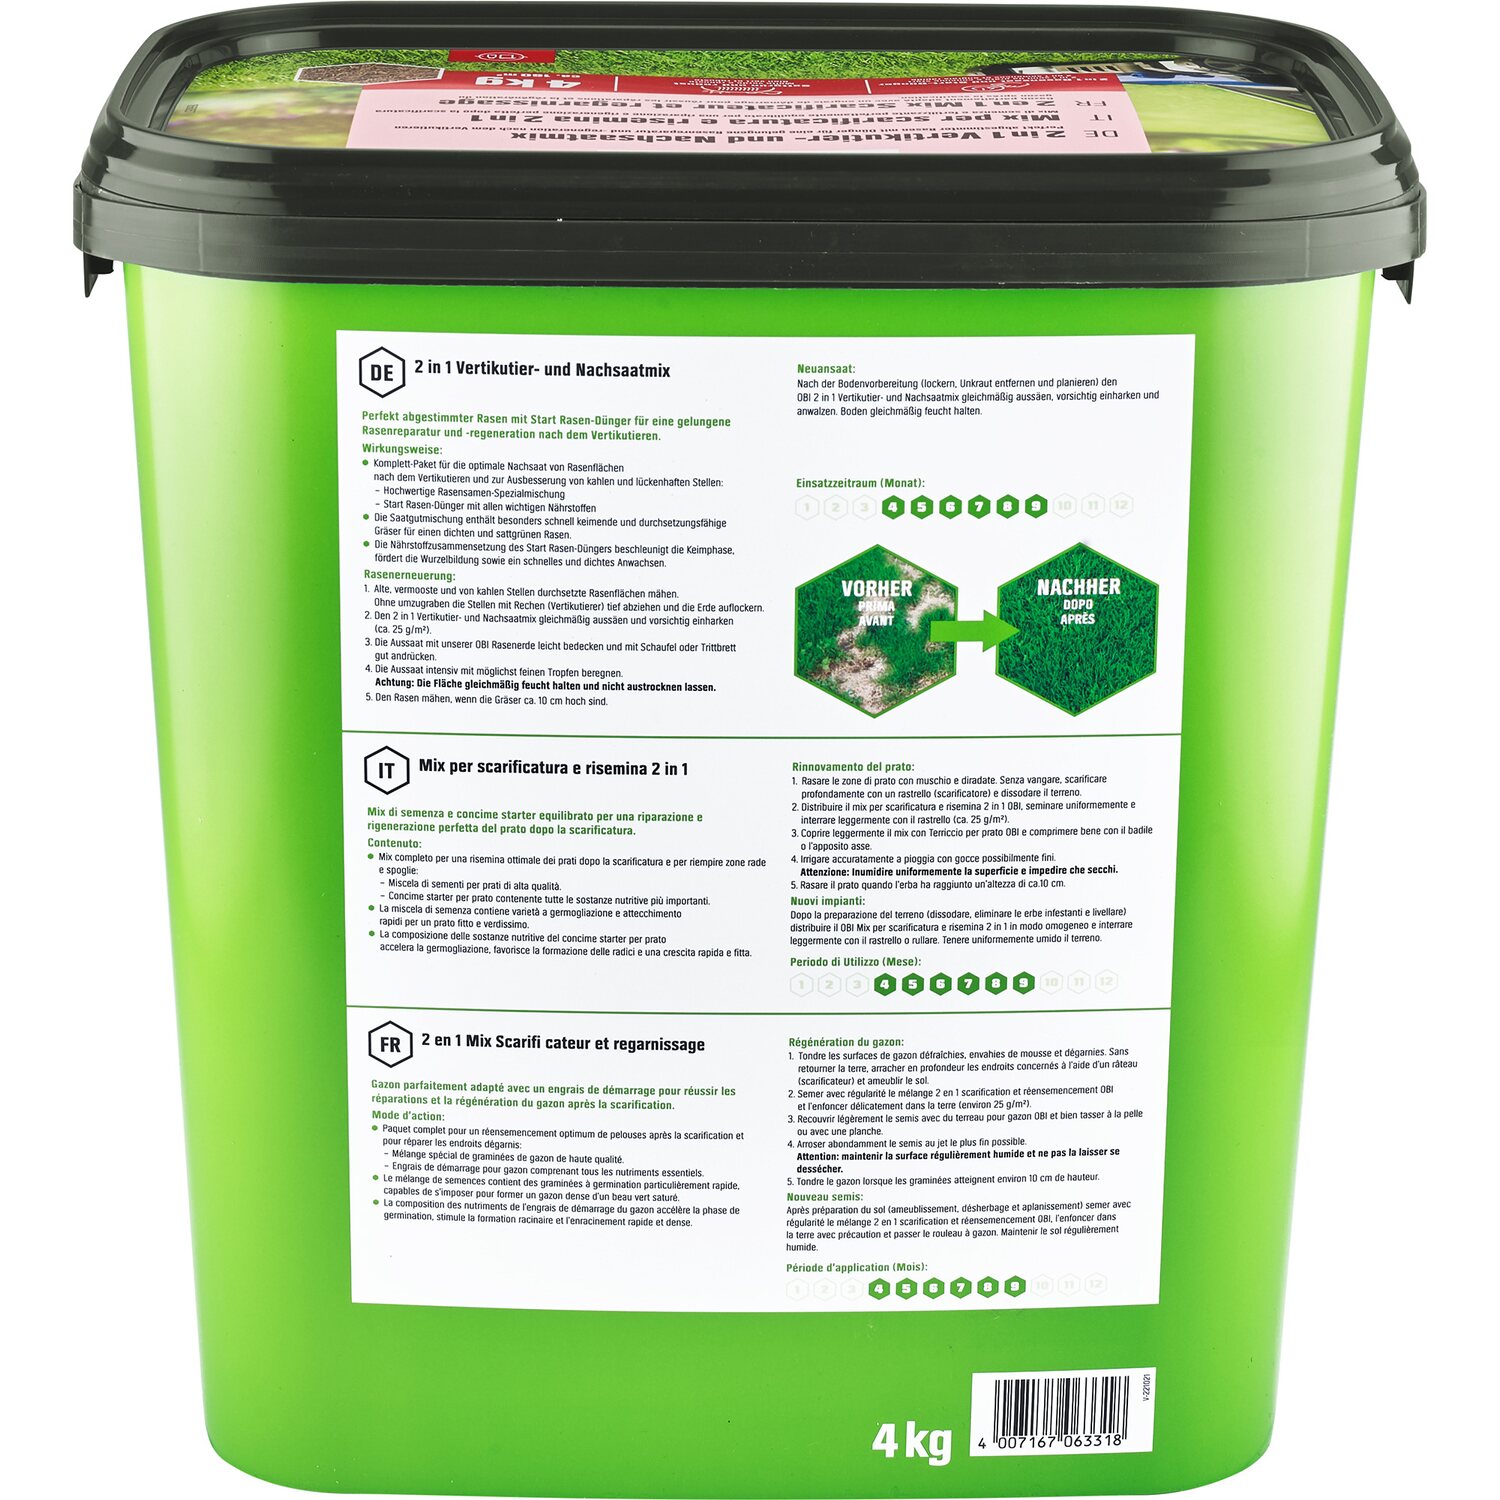 4 kg
ca. 160 m²
DE
2 in 1 Vertikutier- und Nachsaatmix
IT
Mix per scarificatura e risemina 2 in 1
FR
2 en 1 Mix Scarificateur et regarnissage
DE
2 in 1 Vertikutier- und Nachsaatmix
Perfekt abgestimmter Rasen mit Start Rasen-Dünger für eine gelungene
Rasenreparatur und -regeneration nach dem Vertikutieren.
Wirkungsweise:
Komplett-Paket für die optimale Nachsaat von Rasenflächen
nach dem Vertikutieren und zur Ausbesserung von kahlen und lückenhaften Stellen:
– Hochwertige Rasensamen-Spezialmischung
– Start Rasen-Dünger mit allen wichtigen Nährstoffen
Die Saatgutmischung enthält besonders schnell keimende und durchsetzungsfähige
Gräser für einen dichten und sattgrünen Rasen.
Die Nährstoffzusammensetzung des Start Rasen-Düngers beschleunigt die Keimphase,
fördert die Wurzelbildung sowie ein schnelles und dichtes Anwachsen.
Rasenerneuerung:
1. Alte, vermooste und von kahlen Stellen durchsetzte Rasenflächen mähen.
Ohne umzugraben die Stellen mit Rechen (Vertikutierer) tief abziehen und die Erde auflockern.
2. Den 2 in 1 Vertikutier- und Nachsaatmix gleichmäßig aussäen und vorsichtig einharken
(ca. 25 g/m²).
3. Die Aussaat mit unserer OBI Rasenerde leicht bedecken und mit Schaufel oder Trittbrett
gut andrücken.
4. Die Aussaat intensiv mit möglichst feinen Tropfen beregnen.
Achtung: Die Fläche gleichmäßig feucht halten und nicht austrocknen lassen.
5. Den Rasen mähen, wenn die Gräser ca. 10 cm hoch sind.
Neuansaat:
Nach der Bodenvorbereitung (lockern, Unkraut entfernen und planieren) den
OBI 2 in 1 Vertikutier- und Nachsaatmix gleichmäßig aussäen, vorsichtig einharken und
anwalzen. Boden gleichmäßig feucht halten.
Einsatzzeitraum (Monat):
1 2 3 4 5 6 7 8 9 10 11 12
VORHER
PRIMA
AVANT
NACHHER
DOPO
APRÈS
IT
Mix per scarificatura e risemina 2 in 1
Mix di semenza e concime starter equilibrato per una riparazione e
rigenerazione perfetta del prato dopo la scarificatura.
Contenuto:
Mix completo per una risemina ottimale dei prati dopo la scarificatura e per riempire zone rade
e spoglie:
– Miscela di sementi per prati di alta qualità.
– Concime starter per prato contenente tutte le sostanze nutritive più importanti.
La miscela di semenza contiene varietà a germogliazione e attecchimento
rapidi per un prato fitto e verdissimo.
La composizione delle sostanze nutritive del concime starter per prato
accelera la germogliazione, favorisce la formazione delle radici e una crescita rapida e fitta.
Rinnovamento del prato:
1. Rasare le zone di prato con muschio e diradate. Senza vangare, scarificare
profondamente con un rastrello (scarificatore) e dissodare il terreno.
2. Distribuire il mix per scarificatura e risemina 2 in 1 OBI, seminare uniformemente e
interrare leggermente con il rastrello (ca. 25 g/m²).
3. Coprire leggermente il mix con Terriccio per prato OBI e comprimere bene con il badile
o l'apposito asse.
4. Irrigare accuratamente a pioggia con gocce possibilmente fini.
Attenzione: Inumidire uniformemente la superficie e impedire che secchi.
5. Rasare il prato quando l'erba ha raggiunto un'altezza di ca.10 cm.
Nuovi impianti:
Dopo la preparazione del terreno (dissodare, eliminare le erbe infestanti e livellare)
distribuire il OBI Mix per scarificatura e risemina 2 in 1 in modo omogeneo e interrare
leggermente con il rastrello o rullare. Tenere uniformemente umido il terreno.
Periodo di Utilizzo (Mese):
1 2 3 4 5 6 7 8 9 10 11 12
FR
2 en 1 Mix Scarifi cateur et regarnissage
Gazon parfaitement adapté avec un engrais de démarrage pour réussir les
réparations et la régénération du gazon après la scarification.
Mode d'action:
Paquet complet pour un réensemencement optimum de pelouses après la scarification et
pour réparer les endroits dégarnis:
– Mélange spécial de graminées de gazon de haute qualité.
– Engrais de démarrage pour gazon comprenant tous les nutriments essentiels.
Le mélange de semences contient des graminées à germination particulièrement rapide,
capables de s'imposer pour former un gazon dense d'un beau vert saturé.
La composition des nutriments de l'engrais de démarrage du gazon accélère la phase de
germination, stimule la formation racinaire et l'enracinement rapide et dense.
Régénération du gazon:
1. Tondre les surfaces de gazon défraîchies, envahies de mousse et dégarnies. Sans
retourner la terre, arracher en profondeur les endroits concernés à l'aide d'un râteau
(scarificateur) et ameublir le sol.
2. Semer avec régularité le mélange 2 en 1 scarification et réensemencement OBI
et l'enfoncer délicatement dans la terre (environ 25 g/m²).
3. Recouvrir légèrement le semis avec du terreau pour gazon OBI et bien tasser à la pelle
ou avec une planche.
4. Arroser abondamment le semis au jet le plus fin possible.
Attention: maintenir la surface régulièrement humide et ne pas la laisser se
dessécher.
5. Tondre le gazon lorsque les graminées atteignent environ 10 cm de hauteur.
Nouveau semis:
Après préparation du sol (ameublissement, désherbage et aplanissement) semer avec
régularité le mélange 2 en 1 scarification et réensemencement OBI, l'enfoncer dans
la terre avec précaution et passer le rouleau à gazon. Maintenir le sol régulièrement
humide.
Période d'application (Mois):
1 2 3 4 5 6 7 8 9 10 11 12
4 kg
4 007167 063318
V-221021